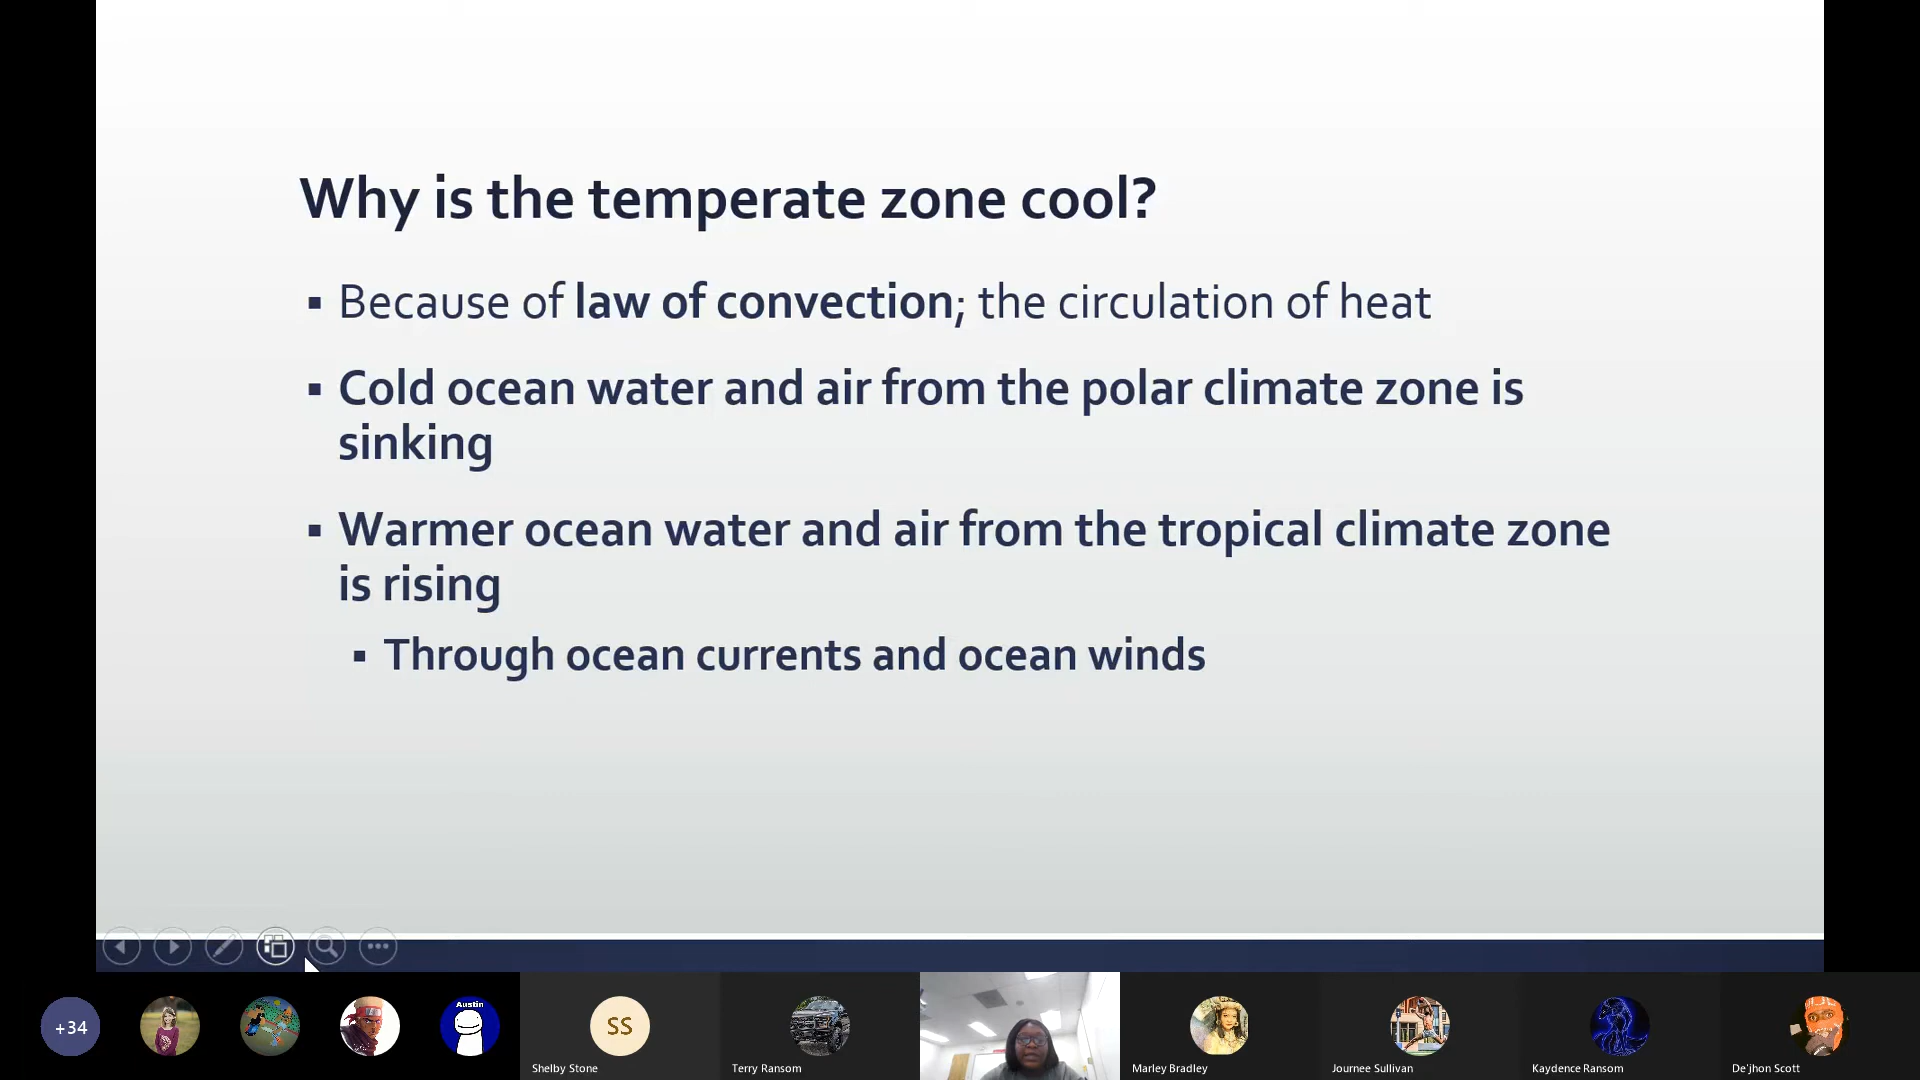 Why is the temperate zone cool?
▪ Because of law of convection; the circulation of heat
▪ Cold ocean water and air from the polar climate zone is
sinking
▪ Warmer ocean water and air from the tropical climate zone
is rising
▪ Through ocean currents and ocean winds
+34
Austin
SS
Shelby Stone
Terry Ransom
Marley Bradley
Journee Sullivan
Kaydence Ransom
De'jhon Scott